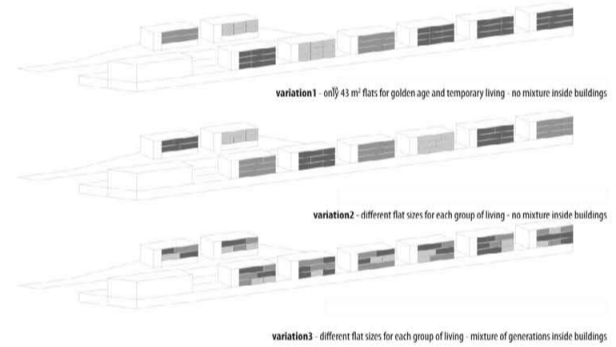 variation1 - only 43 m² flats for golden age and temporary living - no mixture inside buildings
variation2 - different flat sizes for each group of living - no mixture inside buildings
variation3 - different flat sizes for each group of living - mixture of generations inside buildings